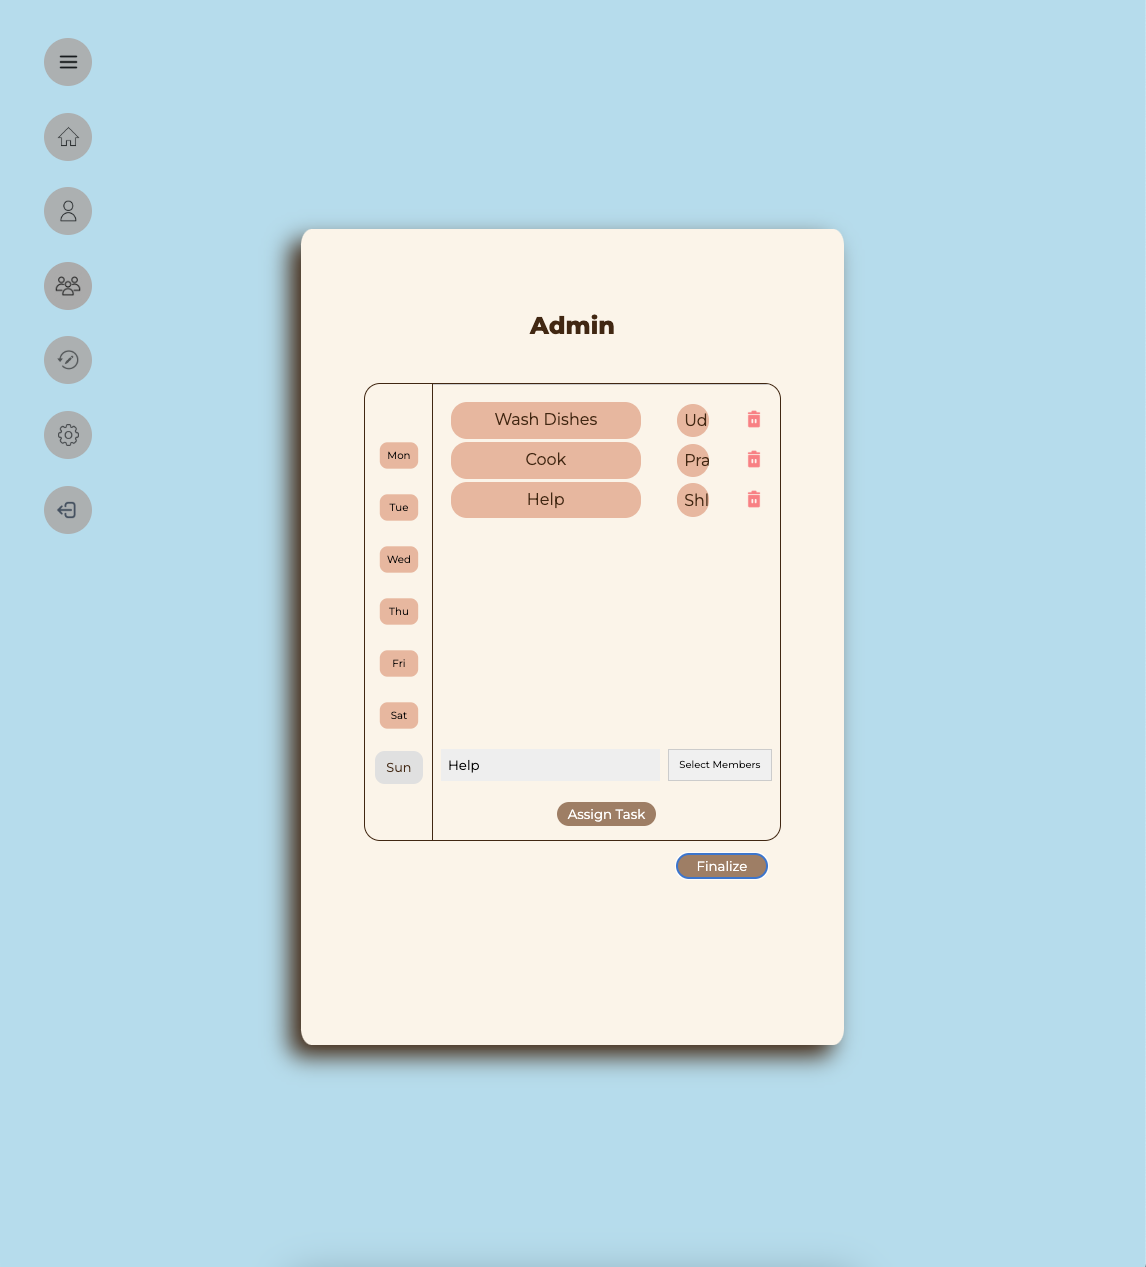 Admin
Wash Dishes Ud
Cook Pra
Help
Mon
Tue
Wed
Thu
Fri
Sat
Sun
Help Select Members
Assign Task
Finalize